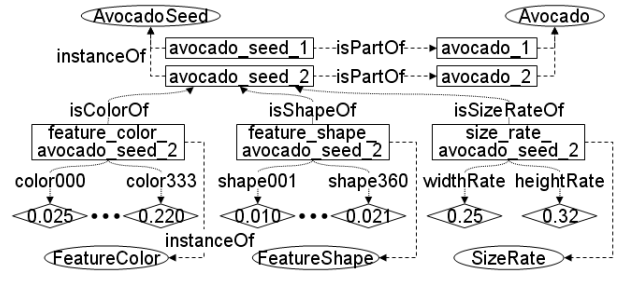 AvocadoSeed Avocado
instanceOf
avocado_seed_1 isPartOf avocado_1
avocado_seed_2 isPartOf avocado_2
isColorOf isShapeOf isSizeRateOf
feature_color_
avocado_seed_2
feature_shape_
avocado_seed_2
size_rate_
avocado_seed_2
color000 color333 shape001 shape360 widthRate heightRate
0.025 0.220 0.010 0.021 0.25 0.32
instanceOf
FeatureColor FeatureShape SizeRate